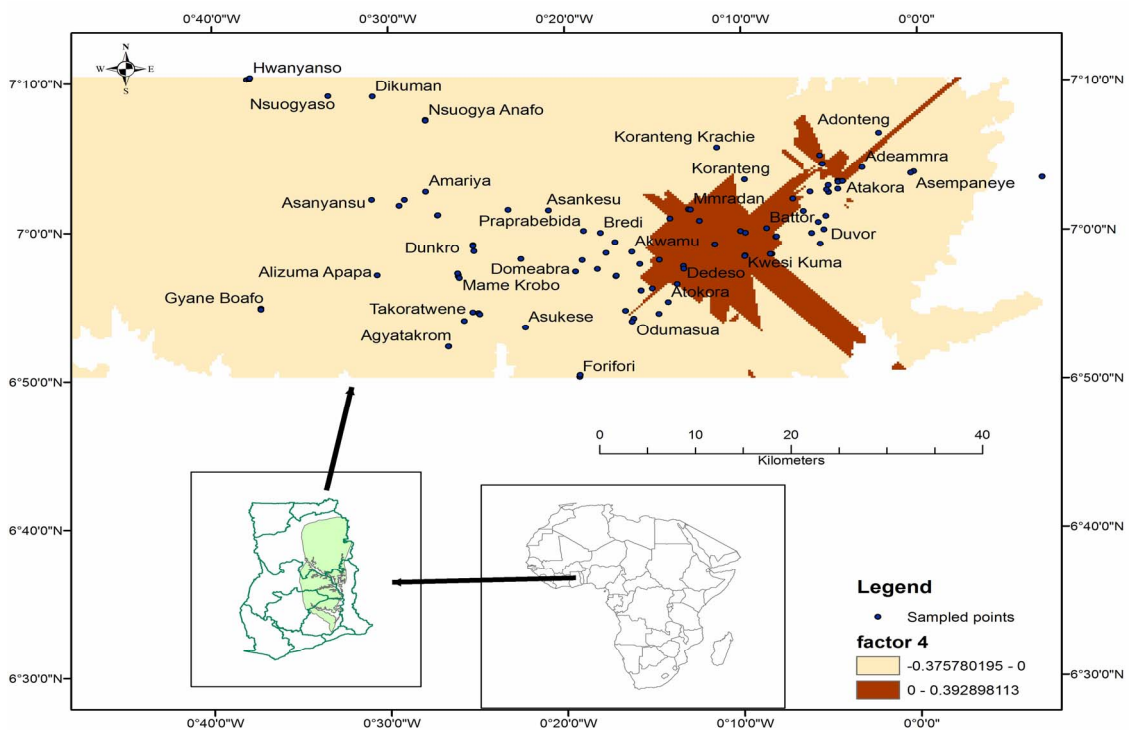 0°40'0"W
0°30'0"W
0°20'0"W
0°10'0"W
0°0'0"
7°10'0"N
7°10'0"N
N
W
E
S
Hwanyanso
Dikuman
Nsuogyaso
Nsuogya Anafo
Adonteng
Koranteng Krachie
Adeammra
Koranteng
Atakora
Asempaneye
Amariya
Asanyansu
Asankesu
Mmradan
Praprabebida
Bredi
Battor
Duvor
7°0'0"N
7°0'0"N
Dunkro
Akwamu
Domeabra
Kwesi Kuma
Alizuma Apapa
Dedeso
Mame Krobo
Gyane Boafo
Atokora
Takoratwene
Asukese
Odumasua
Agyatakrom
Forifori
6°50'0"N
6°50'0"N
0
10
20
40
Kilometers
6°40'0"N
6°40'0"N
Legend
Sampled points
factor 4
-0.375780195 - 0
0 - 0.392898113
6°30'0"N
6°30'0"N
0°40'0"W
0°30'0"W
0°20'0"W
0°10'0"W
0°0'0"